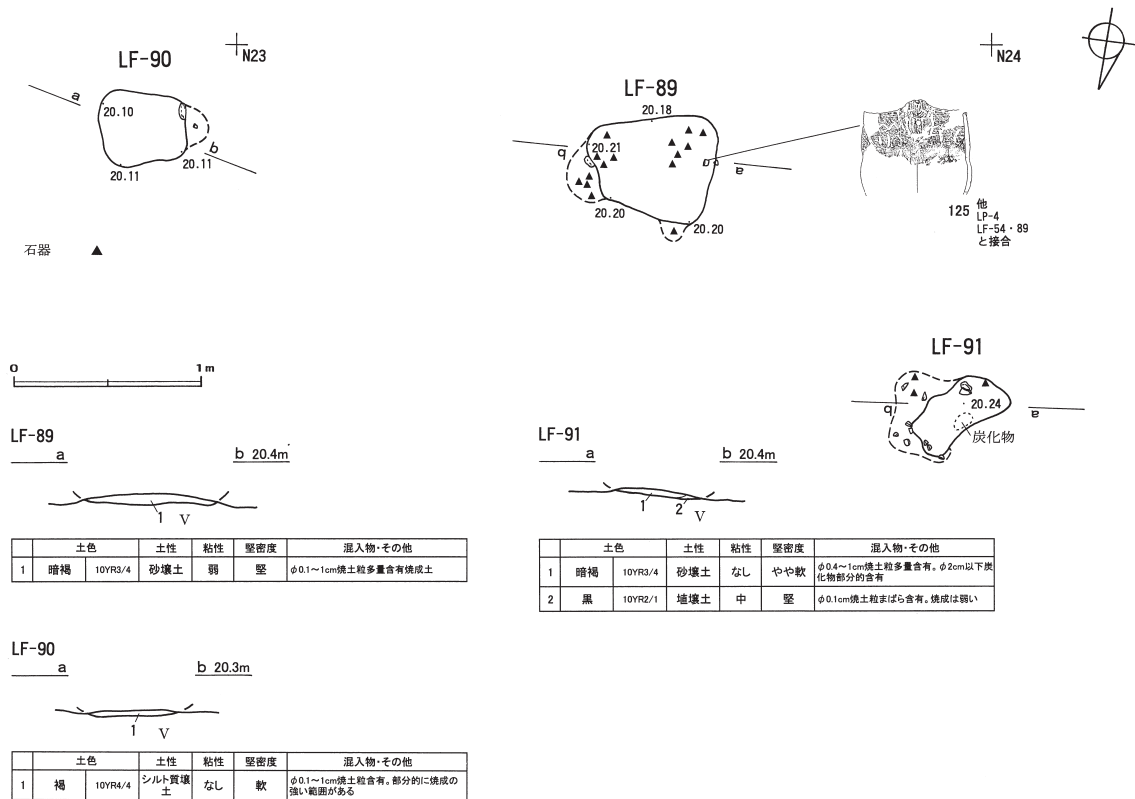 LF-90
N23
a
20.10
b
20.11
20.11
LF-89
N24
20.18
b
20.21
a
20.20
20.20
125 他
LP-4
LF-54・89
と接合
石器 ▲
0 1m
LF-91
b
20.24
a
炭化物
LF-89
a b 20.4m
1 V
土色 土性 粘性 堅密度 混入物・その他
1 暗褐 10YR3/4 砂壌土 弱 堅 φ0.1~1cm焼土粒多量含有焼成土
LF-91
a b 20.4m
1 2 V
土色 土性 粘性 堅密度 混入物・その他
1 暗褐 10YR3/4 砂壌土 なし やや軟 φ0.4~1cm焼土粒多量含有。φ2cm以下炭
化物部分的含有
2 黒 10YR2/1 埴壌土 中 堅 φ0.1cm焼土粒まばら含有。焼成は弱い
LF-90
a b 20.3m
1 V
土色 土性 粘性 堅密度 混入物・その他
1 褐 10YR4/4 シルト質壌
土 なし 軟 φ0.1~1cm焼土粒含有。部分的に焼成の
強い範囲がある